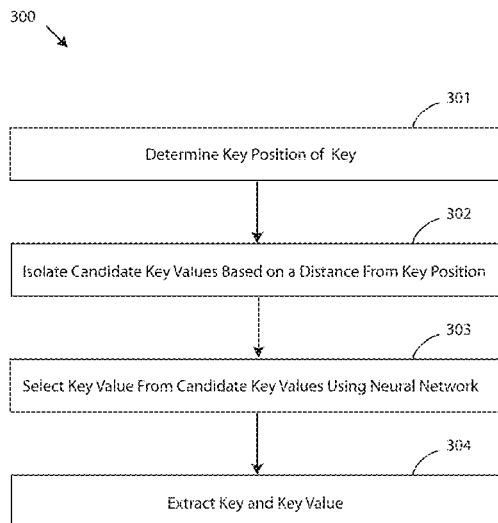 300
301
Determine Key Position of Key
302
Isolate Candidate Key Values Based on a Distance From Key Position
303
Select Key Value From Candidate Key Values Using Neural Network
304
Extract Key and Key Value